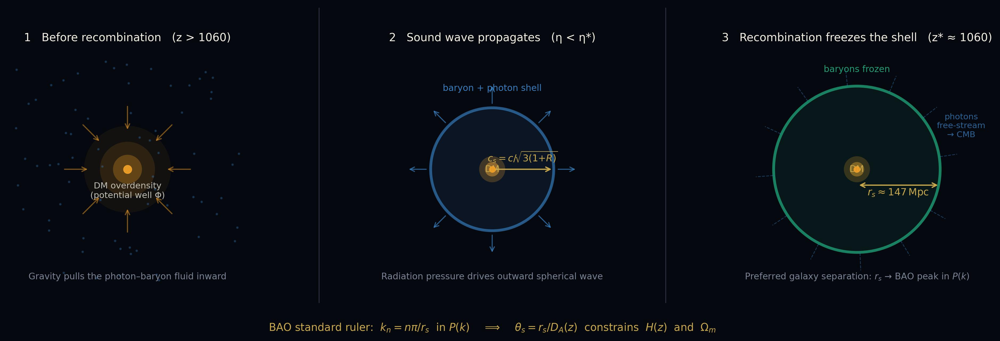 1 Before recombination (z > 1060)
DM overdensity
(potential well Φ)
Gravity pulls the photon–baryon fluid inward
2 Sound wave propagates (η < η*)
baryon + photon shell
c_s = c/√3(1+R)
DM
Radiation pressure drives outward spherical wave
3 Recombination freezes the shell (z* ≈ 1060)
baryons frozen
photons
free-stream
→ CMB
DM
r_s ≈ 147 Mpc
Preferred galaxy separation: r_s → BAO peak in P(k)
BAO standard ruler: k_n = nπ/r_s in P(k) ⟹ θ_s = r_s/D_A(z) constrains H(z) and Ω_m